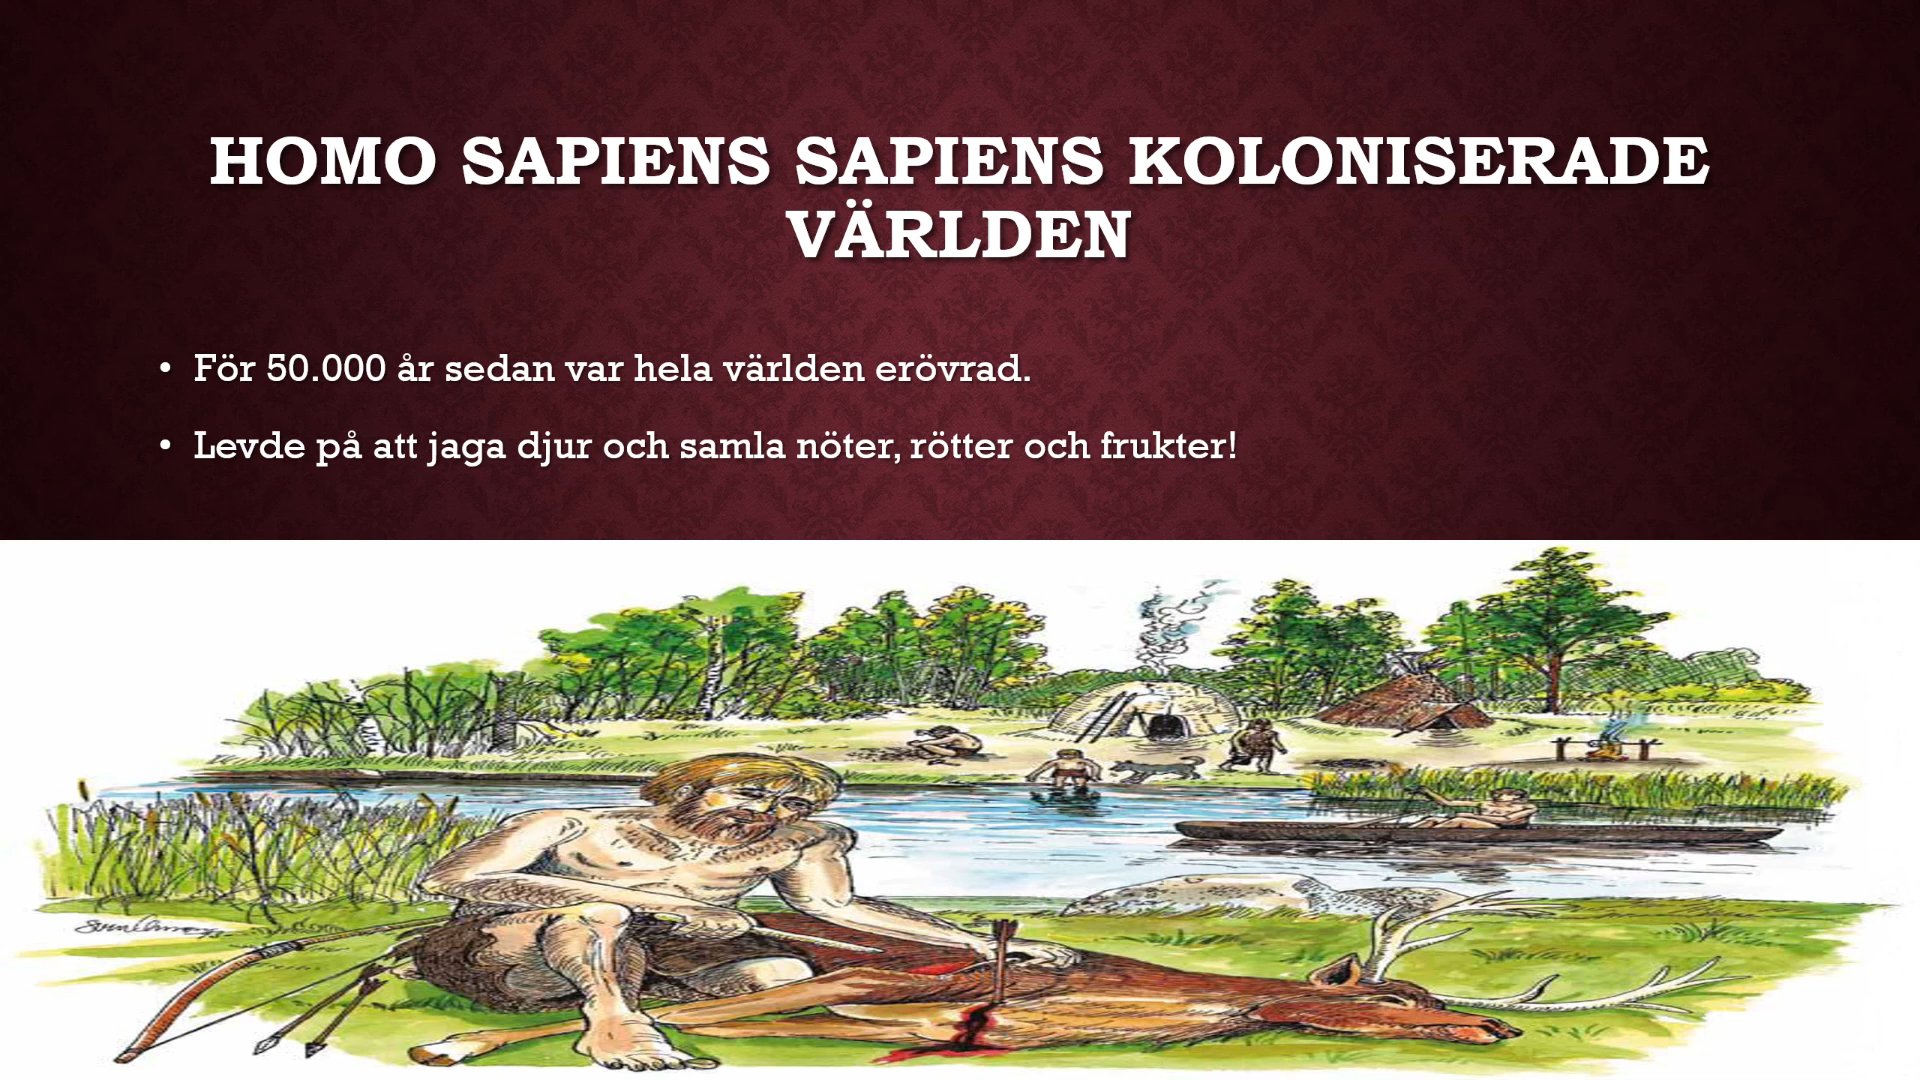 HOMO SAPIENS SAPIENS KOLONISERADE
VÄRLDEN
• För 50.000 år sedan var hela världen erövrad.
• Levde på att jaga djur och samla nöter, rötter och frukter!